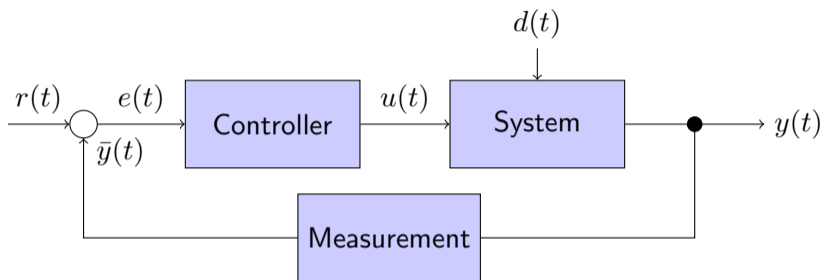 d(t)
r(t)
e(t)
Controller
u(t)
System
y(t)
ȳ(t)
Measurement